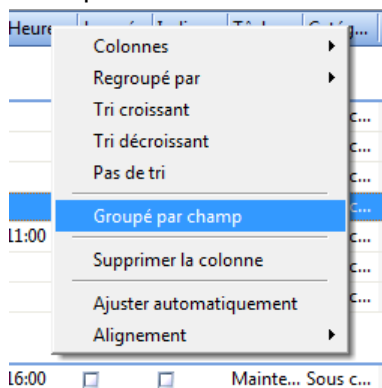 Heure
Colonnes
Regroupé par
Tri croissant
Tri décroissant
Pas de tri
Groupé par champ
11:00
Supprimer la colonne
Ajuster automatiquement
Alignement
16:00 Mainte... Sous c...